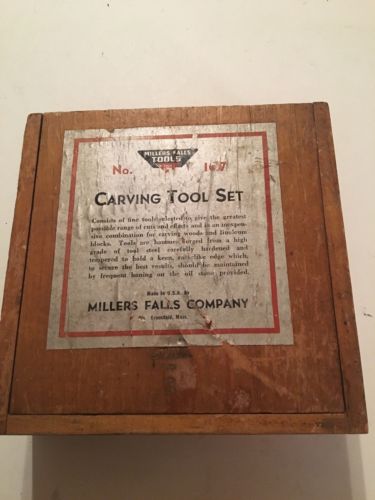 MILLERS FALLS
TOOLS
No. 107
CARVING TOOL SET
Consists of fine tools selected to give the greatest
possible range of cuts and effects and is an inexpen-
sive combination for carving woods and linoleum
blocks. Tools are hammer forged from a high
grade of tool steel carefully hardened and
tempered to hold a keen, razor-like edge which,
to secure the best results, should be maintained
by frequent honing on the oil stone provided.
Made in U.S.A. by
MILLERS FALLS COMPANY
Greenfield, Mass.